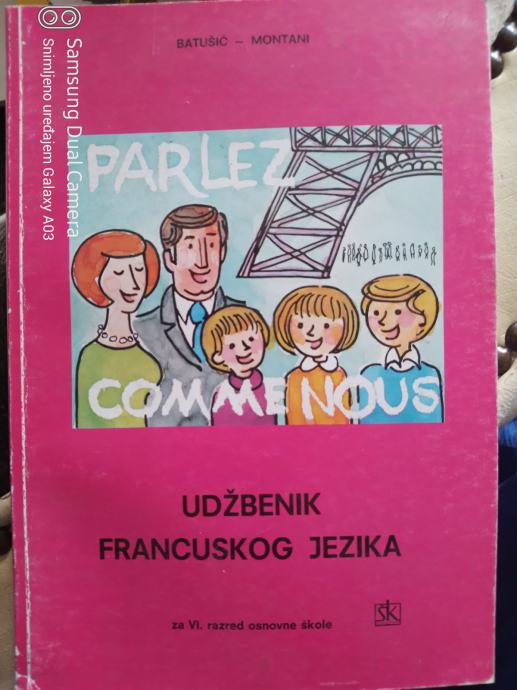 BATUŠIĆ – MONTANI
PARLEZ
COMME NOUS
UDŽBENIK
FRANCUSKOG JEZIKA
za VI. razred osnovne škole
ŠK
Samsung Dual Camera
Snimljeno uređajem Galaxy A03